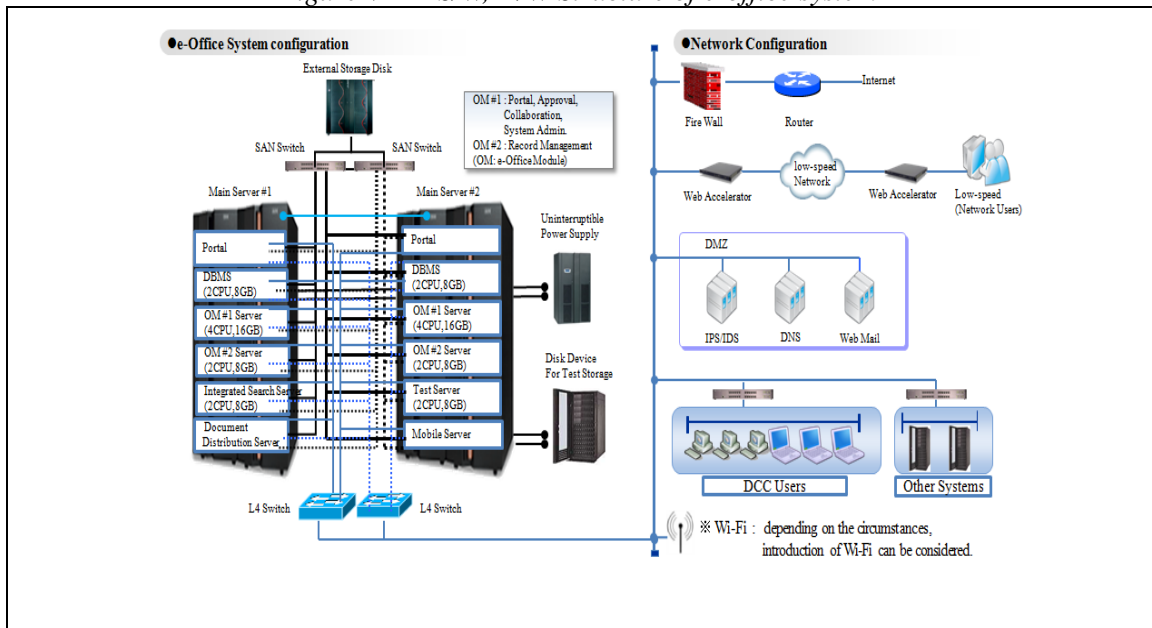 ●e-Office System configuration
External Storage Disk
OM #1 : Portal, Approval,
Collaboration,
System Admin.
OM #2 : Record Management
(OM: e-Office Module)
SAN Switch
SAN Switch
Main Server #1
Main Server #2
Portal
DBMS
(2CPU,8GB)
OM #1 Server
(4CPU,16GB)
OM #2 Server
(2CPU,8GB)
Integrated Search Server
(2CPU,8GB)
Document
Distribution Server
Portal
DBMS
(2CPU,8GB)
OM #1 Server
(4CPU,16GB)
OM #2 Server
(2CPU,8GB)
Test Server
(2CPU,8GB)
Mobile Server
Uninterruptible
Power Supply
Disk Device
For Test Storage
L4 Switch
L4 Switch
●Network Configuration
Fire Wall
Router
Internet
Web Accelerator
low-speed
Network
Web Accelerator
Low-speed
(Network Users)
DMZ
IPS/IDS
DNS
Web Mail
DCC Users
Other Systems
※ Wi-Fi : depending on the circumstances,
introduction of Wi-Fi can be considered.